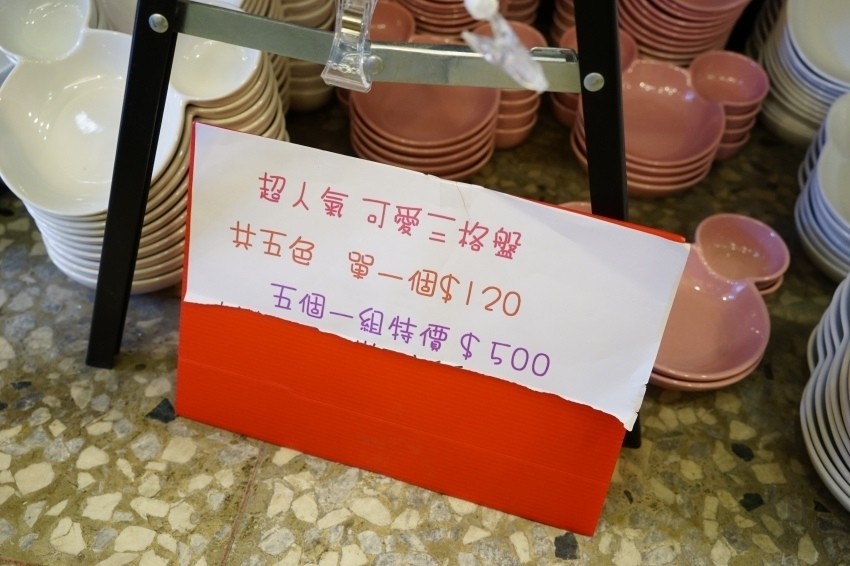 超人氣 可愛三格盤
共五色 單一個$120
五個一組特價$500